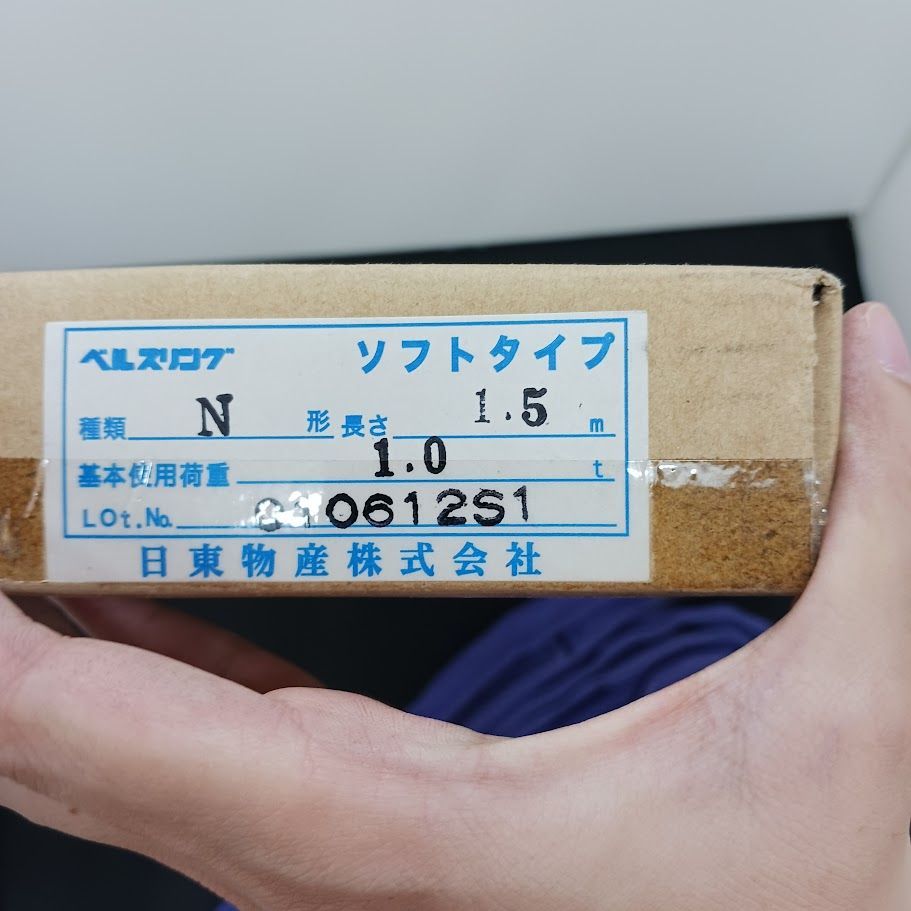 ベルスリング ソフトタイプ
種類 N 形 長さ 1.5 m
基本使用荷重 1.0 t
LOt.No.
日東物産株式会社